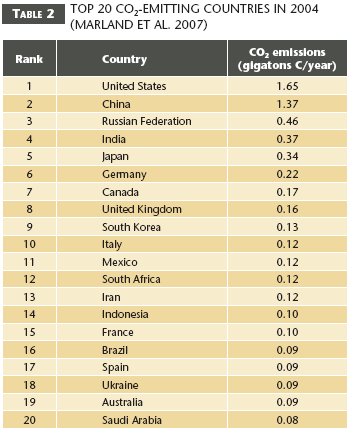 TABLE 2 TOP 20 CO₂-EMITTING COUNTRIES IN 2004
(MARLAND ET AL. 2007)
Rank Country CO₂ emissions
(gigatons C/year)
1 United States 1.65
2 China 1.37
3 Russian Federation 0.46
4 India 0.37
5 Japan 0.34
6 Germany 0.22
7 Canada 0.17
8 United Kingdom 0.16
9 South Korea 0.13
10 Italy 0.12
11 Mexico 0.12
12 South Africa 0.12
13 Iran 0.12
14 Indonesia 0.10
15 France 0.10
16 Brazil 0.09
17 Spain 0.09
18 Ukraine 0.09
19 Australia 0.09
20 Saudi Arabia 0.08